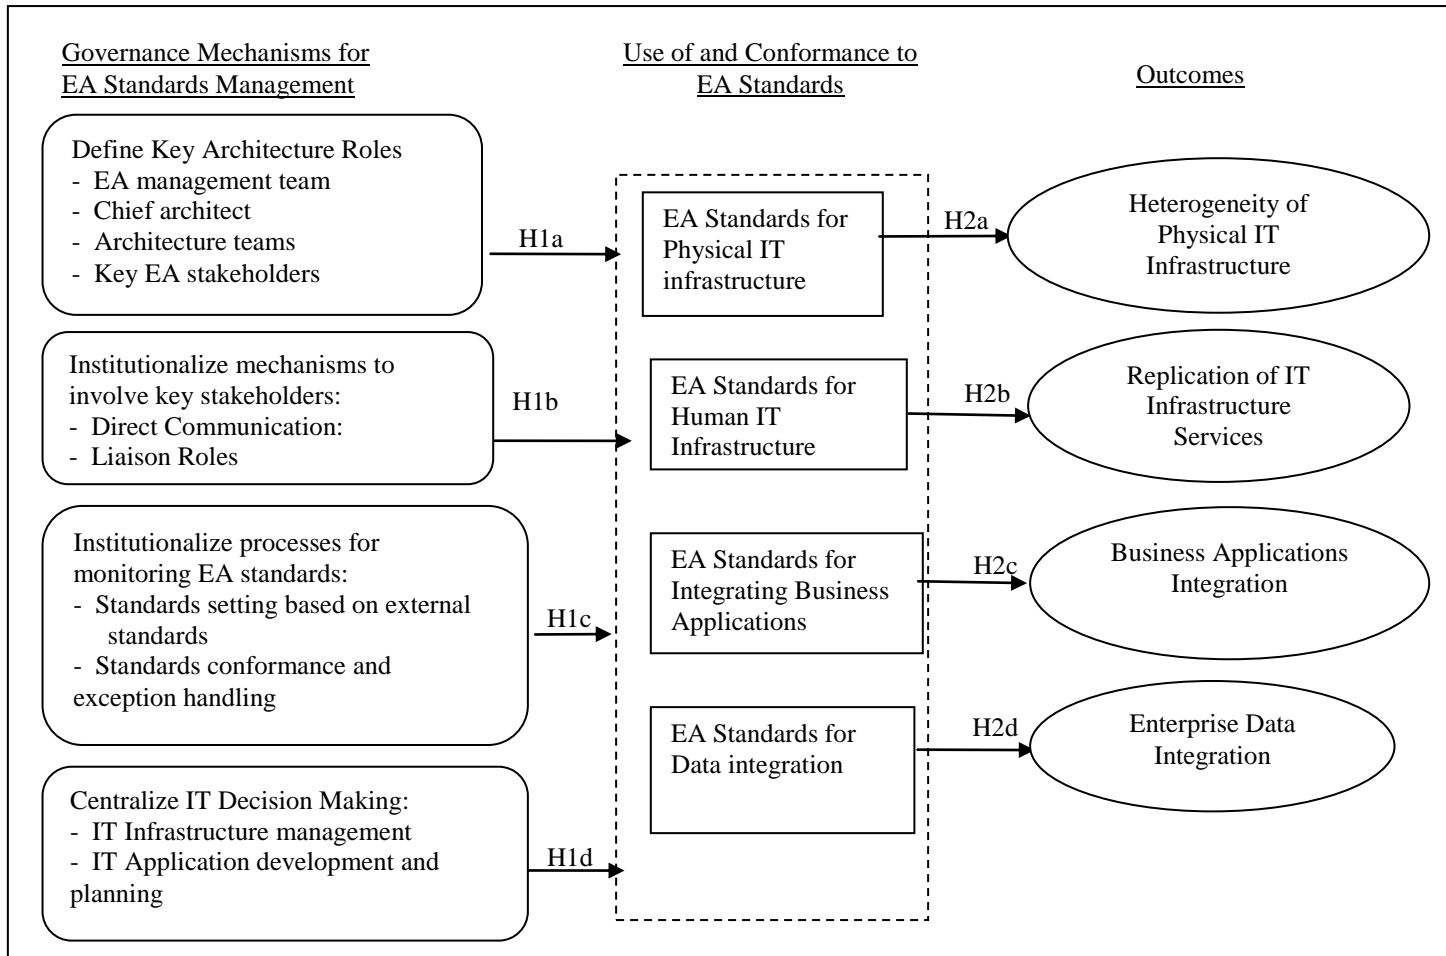 Governance Mechanisms for
EA Standards Management
Use of and Conformance to
EA Standards
Outcomes
Define Key Architecture Roles
- EA management team
- Chief architect
- Architecture teams
- Key EA stakeholders
H1a
EA Standards for
Physical IT
infrastructure
H2a
Heterogeneity of
Physical IT
Infrastructure
Institutionalize mechanisms to
involve key stakeholders:
- Direct Communication:
- Liaison Roles
H1b
EA Standards for
Human IT
Infrastructure
H2b
Replication of IT
Infrastructure
Services
Institutionalize processes for
monitoring EA standards:
- Standards setting based on external
standards
- Standards conformance and
exception handling
H1c
EA Standards for
Integrating Business
Applications
H2c
Business Applications
Integration
EA Standards for
Data integration
H2d
Enterprise Data
Integration
Centralize IT Decision Making:
- IT Infrastructure management
- IT Application development and
planning
H1d